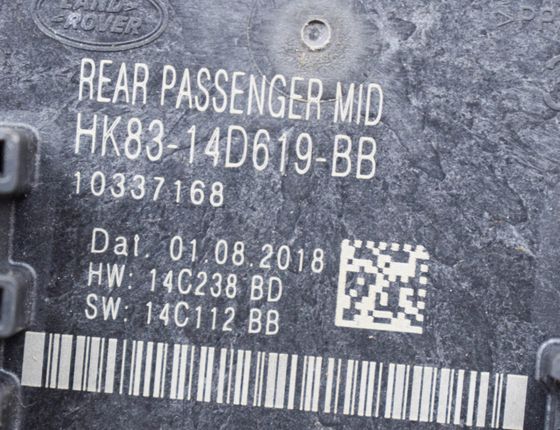 LAND
ROVER
REAR PASSENGER MID
HK83-14D619-BB
10337168
Dat. 01.08.2018
HW: 14C238 BD
SW: 14C112 BB